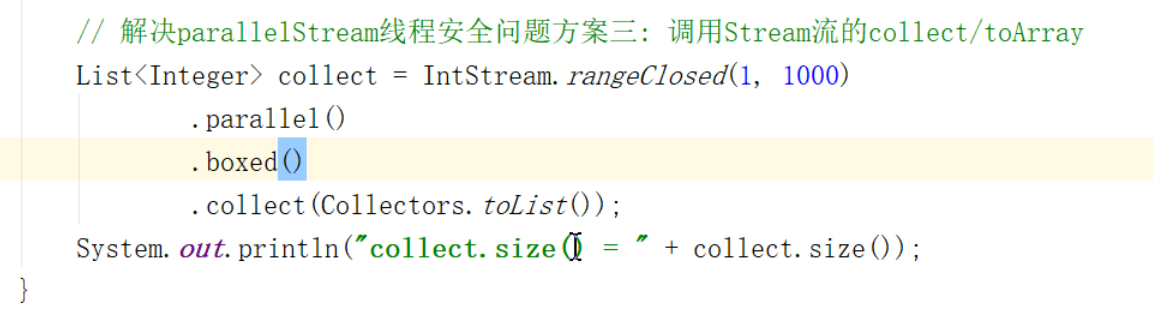 // 解决parallelStream线程安全问题方案三: 调用Stream流的collect/toArray
List<Integer> collect = IntStream.rangeClosed(1, 1000)
.parallel()
.boxed()
.collect(Collectors.toList());
System.out.println("collect.size() = " + collect.size());
}